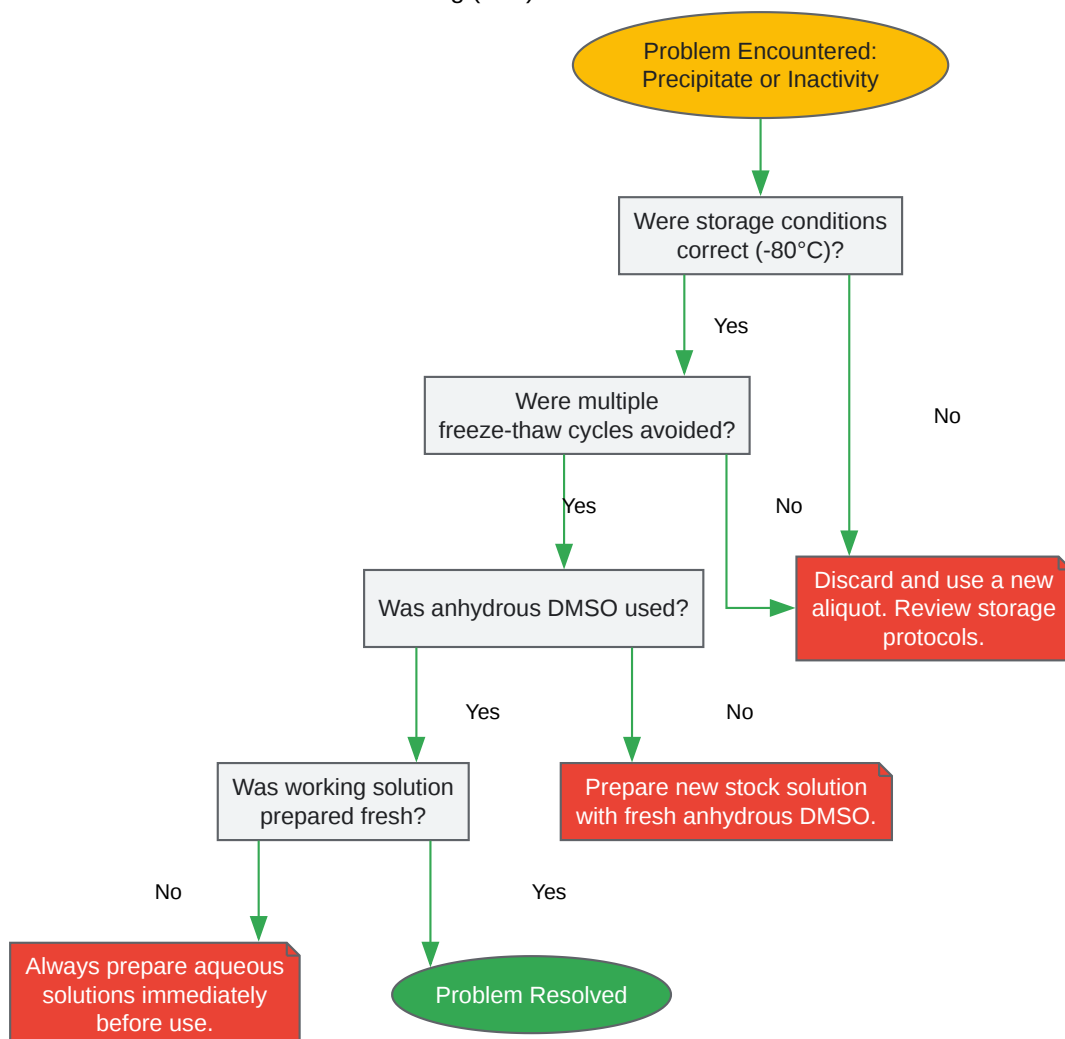 Problem Encountered:
Precipitate or Inactivity
Were storage conditions
correct (-80°C)?
Yes
No
Were multiple
freeze-thaw cycles avoided?
Yes
No
Discard and use a new
aliquot. Review storage
protocols.
Was anhydrous DMSO used?
Yes
No
Was working solution
prepared fresh?
Prepare new stock solution
with fresh anhydrous DMSO.
No
Yes
Always prepare aqueous
solutions immediately
before use.
Problem Resolved